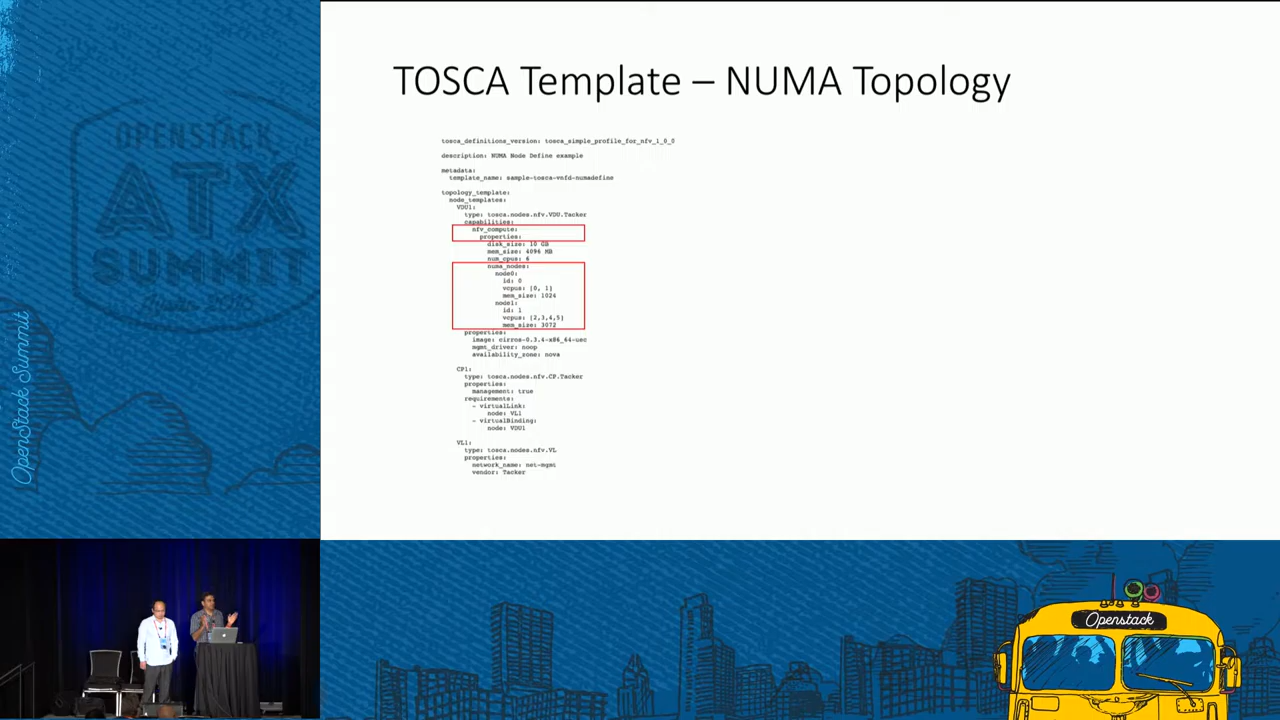 TOSCA Template – NUMA Topology
tosca_definitions_version: tosca_simple_profile_for_nfv_1_0_0
description: NUMA Node Define example
metadata:
template_name: sample-tosca-vnfd-numadefine
topology_template:
node_templates:
VDU1:
type: tosca.nodes.nfv.VDU.Tacker
capabilities:
nfv_compute:
properties:
disk_size: 10 GB
mem_size: 4096 MB
num_cpus: 6
numa_nodes:
node0:
id: 0
vcpus: [0, 1]
mem_size: 1024
node1:
id: 1
vcpus: [2,3,4,5]
mem_size: 3072
properties:
image: cirros-0.3.4-x86_64-uec
mgmt_driver: noop
availability_zone: nova
CP1:
type: tosca.nodes.nfv.CP.Tacker
properties:
management: true
requirements:
- virtualLink:
node: VL1
- virtualBinding:
node: VDU1
VL1:
type: tosca.nodes.nfv.VL
properties:
network_name: net-mgmt
vendor: Tacker
OPENSTACK
OpenStack Summit
Openstack